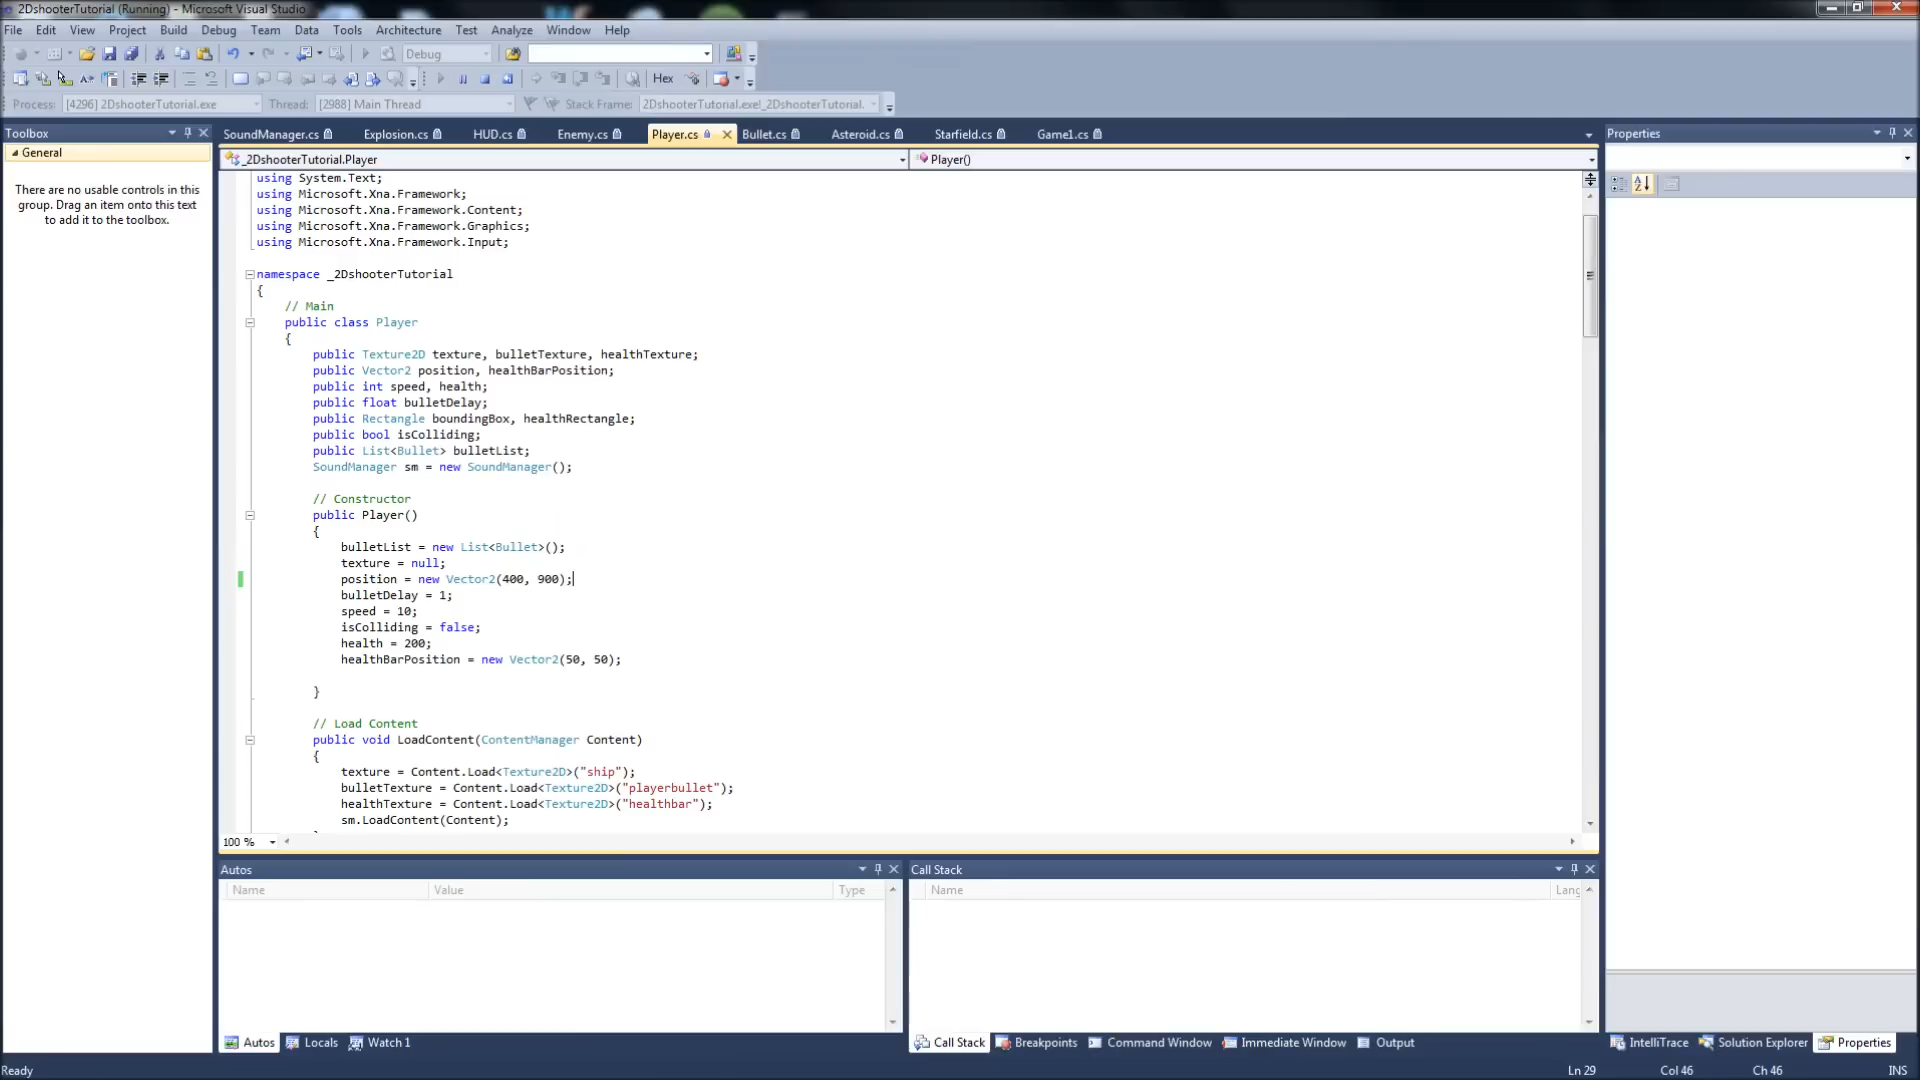 2DshooterTutorial (Running) - Microsoft Visual Studio
File Edit View Project Build Debug Team Data Tools Architecture Test Analyze Window Help
Debug
Hex
Process: [4296] 2DshooterTutorial.exe Thread: [2988] Main Thread Stack Frame: 2DshooterTutorial.exe!_2DshooterTutorial.
Toolbox
General
There are no usable controls in this
group. Drag an item onto this text
to add it to the toolbox.
SoundManager.cs Explosion.cs HUD.cs Enemy.cs Player.cs Bullet.cs Asteroid.cs Starfield.cs Game1.cs
_2DshooterTutorial.Player Player()
using System.Text;
using Microsoft.Xna.Framework;
using Microsoft.Xna.Framework.Content;
using Microsoft.Xna.Framework.Graphics;
using Microsoft.Xna.Framework.Input;
namespace _2DshooterTutorial
{
// Main
public class Player
{
public Texture2D texture, bulletTexture, healthTexture;
public Vector2 position, healthBarPosition;
public int speed, health;
public float bulletDelay;
public Rectangle boundingBox, healthRectangle;
public bool isColliding;
public List<Bullet> bulletList;
SoundManager sm = new SoundManager();
// Constructor
public Player()
{
bulletList = new List<Bullet>();
texture = null;
position = new Vector2(400, 900);
bulletDelay = 1;
speed = 10;
isColliding = false;
health = 200;
healthBarPosition = new Vector2(50, 50);
}
// Load Content
public void LoadContent(ContentManager Content)
{
texture = Content.Load<Texture2D>("ship");
bulletTexture = Content.Load<Texture2D>("playerbullet");
healthTexture = Content.Load<Texture2D>("healthbar");
sm.LoadContent(Content);
100 %
Properties
Autos
Name Value Type
Call Stack
Name Lang
Autos Locals Watch 1
Call Stack Breakpoints Command Window Immediate Window Output
IntelliTrace Solution Explorer Properties
Ready Ln 29 Col 46 Ch 46 INS